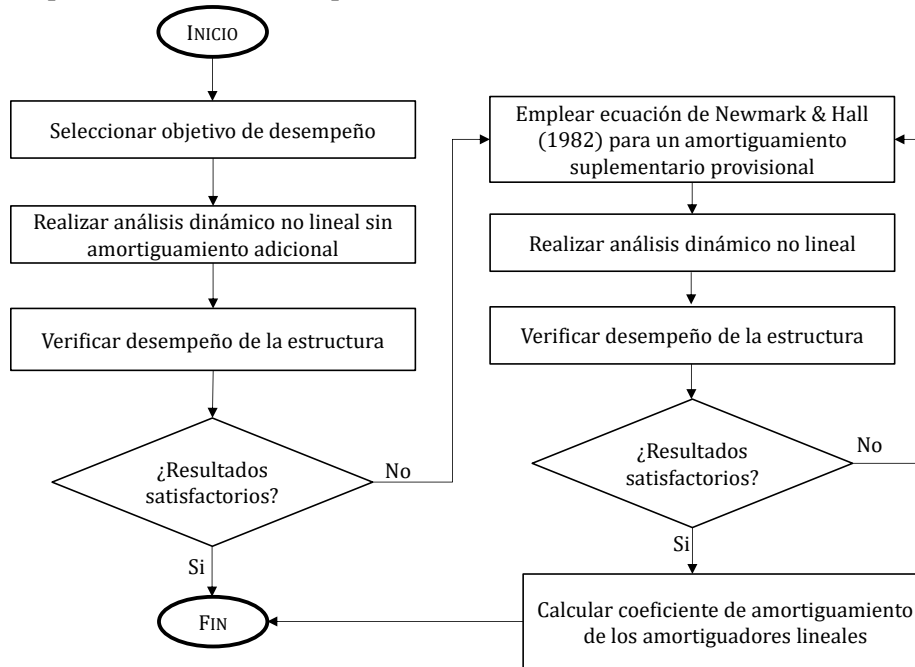 INICIO
Seleccionar objetivo de desempeño
Realizar análisis dinámico no lineal sin
amortiguamiento adicional
Verificar desempeño de la estructura
¿Resultados
satisfactorios?
No
Si
FIN
Emplear ecuación de Newmark & Hall
(1982) para un amortiguamiento
suplementario provisional
Realizar análisis dinámico no lineal
Verificar desempeño de la estructura
¿Resultados
satisfactorios?
No
Si
Calcular coeficiente de amortiguamiento
de los amortiguadores lineales